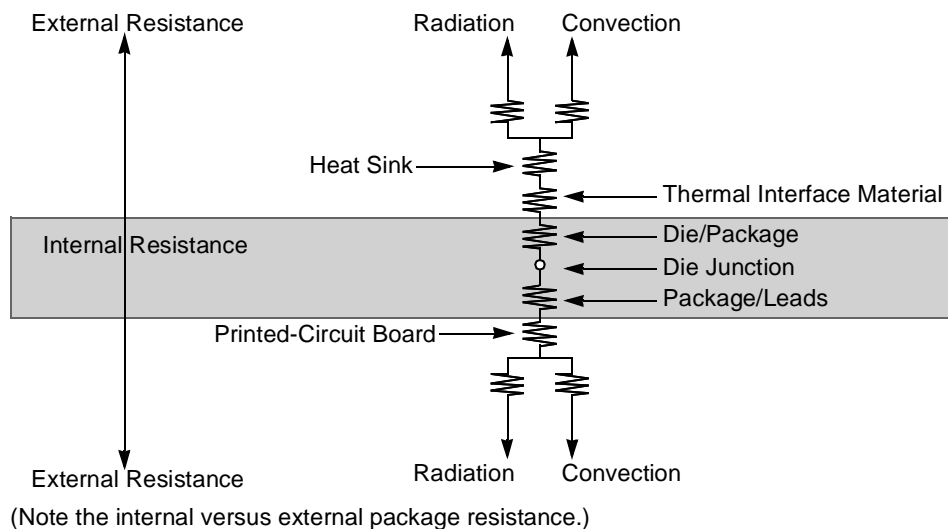 External Resistance
Radiation Convection
Heat Sink
Thermal Interface Material
Internal Resistance
Die/Package
Die Junction
Package/Leads
Printed-Circuit Board
Radiation Convection
External Resistance
(Note the internal versus external package resistance.)